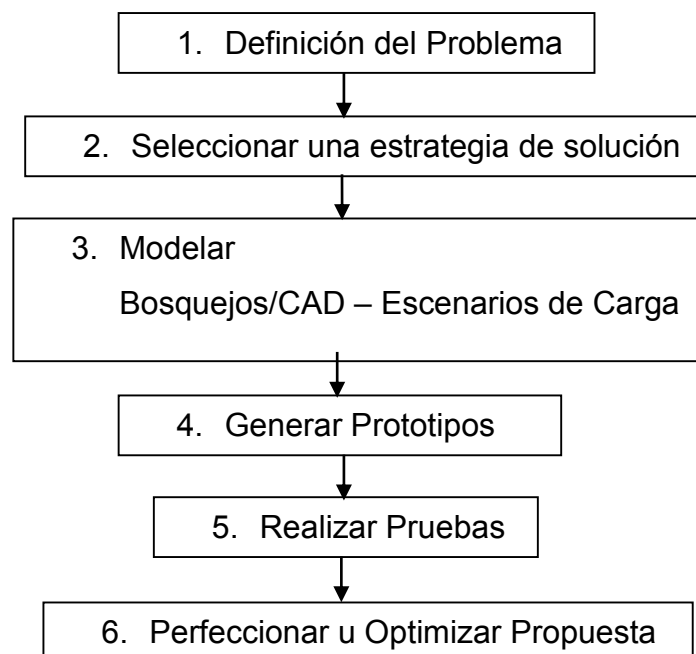 1. Definición del Problema
2. Seleccionar una estrategia de solución
3. Modelar
Bosquejos/CAD – Escenarios de Carga
4. Generar Prototipos
5. Realizar Pruebas
6. Perfeccionar u Optimizar Propuesta